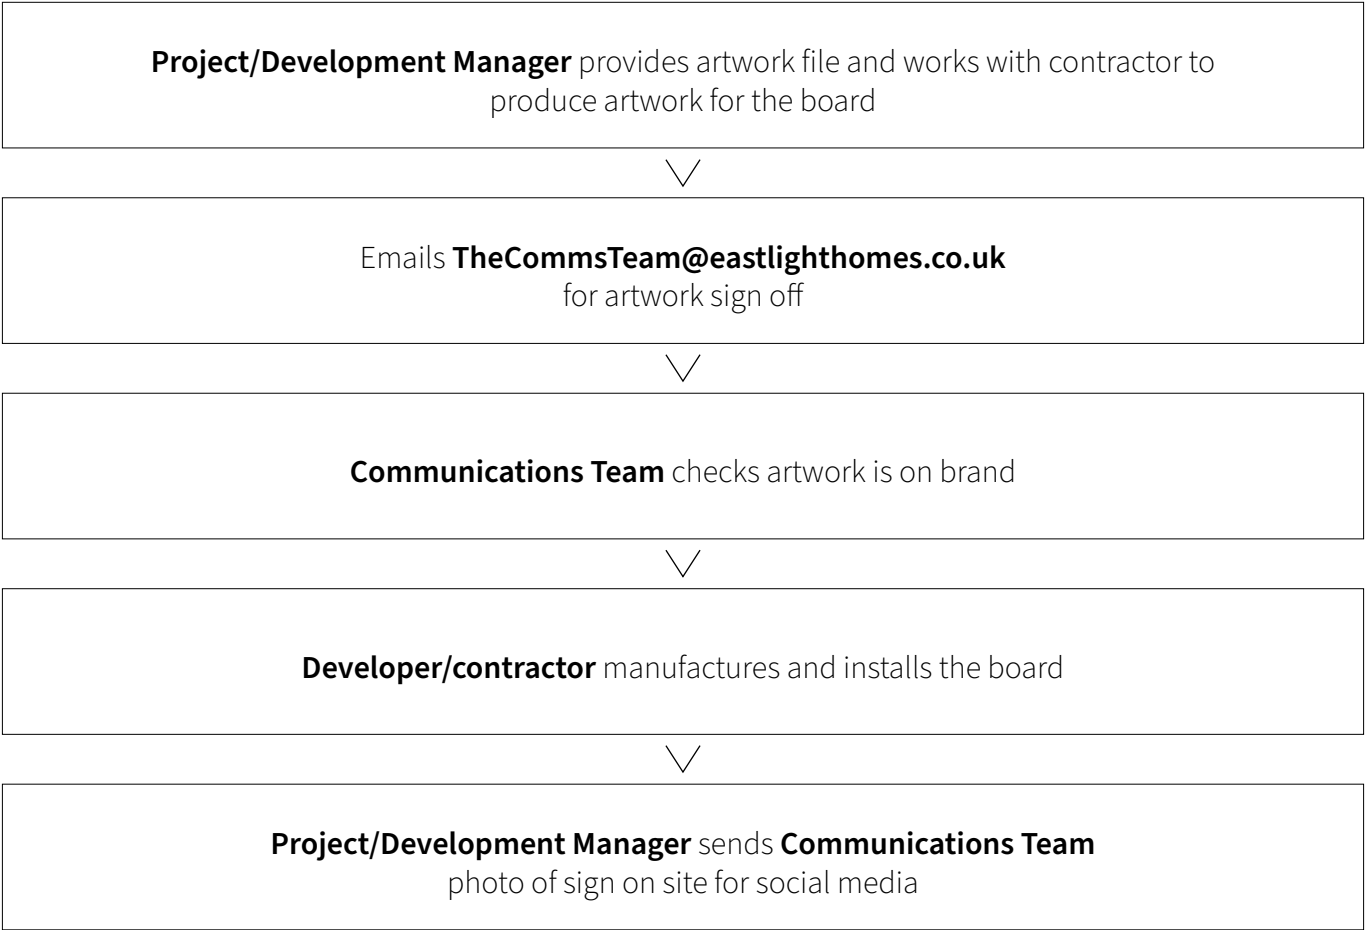 Project/Development Manager provides artwork file and works with contractor to
produce artwork for the board
Emails TheCommsTeam@eastlighthomes.co.uk
for artwork sign off
Communications Team checks artwork is on brand
Developer/contractor manufactures and installs the board
Project/Development Manager sends Communications Team
photo of sign on site for social media